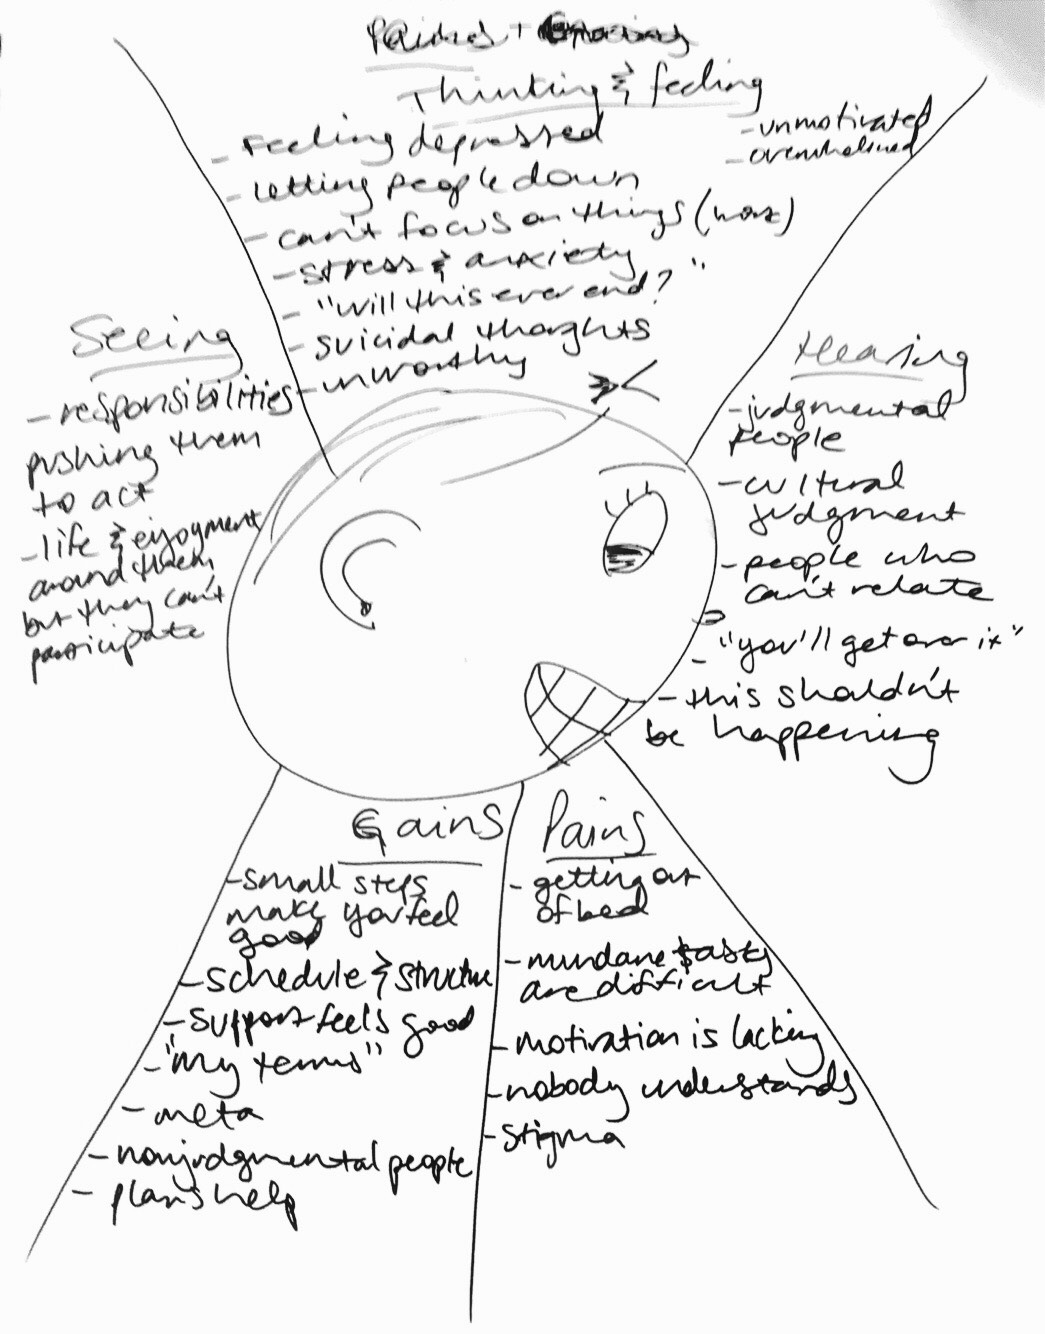 Pains + Gains
Thinking & feeling
- Feeling depressed
- letting people down
- can't focus on things (work)
- stress & anxiety
- "will this ever end?"
- suicidal thoghts
- unworthy
- unmotivated
- overwhelmed
Seeing
- responsibilities
pushing them
to act
- life & enjoyment
around them
but they can't
participate
Hearing
- judgmental
people
- cultural
judgment
- people who
can't relate
- "you'll get over it"
- this shouldn't
be happening
Gains
- small steps
make you feel
good
- schedule & structure
- support feels good
- "my terms"
- meta
- nonjudgmental people
- plans help
Pains
- getting out
of bed
- mundane tasks
are difficult
- motivation is lacking
- nobody understands
- stigma